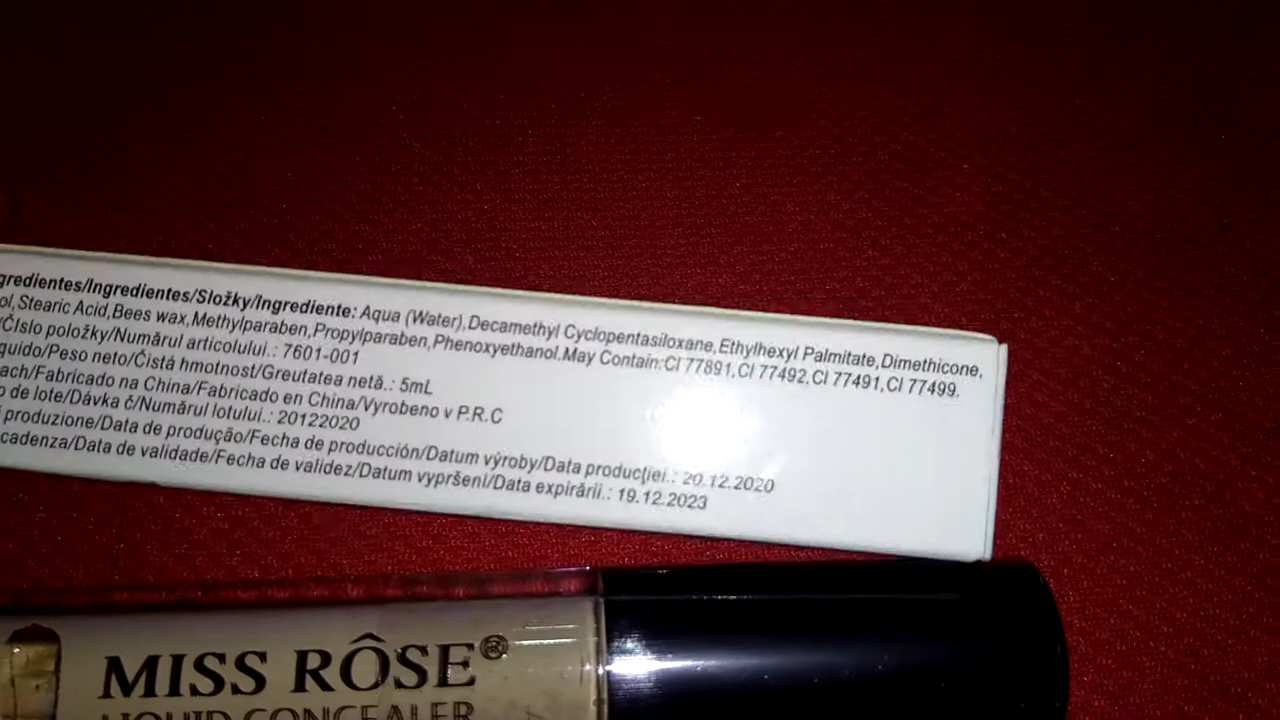 gredientes/Ingredientes/Složky/Ingrediente: Aqua (Water),Decamethyl Cyclopentasiloxane,Ethylhexyl Palmitate,Dimethicone,
ol,Stearic Acid,Bees wax,Methylparaben,Propylparaben,Phenoxyethanol.May Contain:CI 77891,CI 77492,CI 77491,CI 77499.
/Číslo položky/Numărul articolului.: 7601-001
quido/Peso neto/Čistá hmotnost/Greutatea netă.: 5mL
ach/Fabricado na China/Fabricado en China/Vyrobeno v P.R.C
o de lote/Dávka č/Numărul lotului.: 20122020
produzione/Data de produção/Fecha de producción/Datum výroby/Data producției.: 20.12.2020
cadenza/Data de validade/Fecha de validez/Datum vypršení/Data expirării.: 19.12.2023
MISS RÔSE®
LIQUID CONCEALER